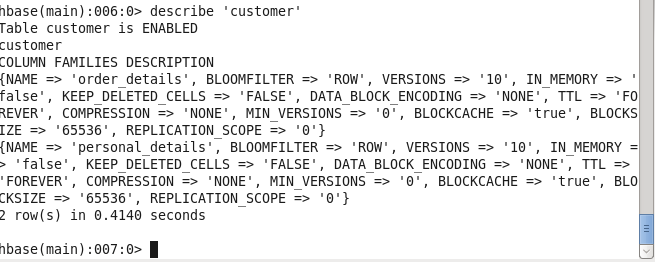 hbase(main):006:0> describe 'customer'
Table customer is ENABLED
customer
COLUMN FAMILIES DESCRIPTION
{NAME => 'order_details', BLOOMFILTER => 'ROW', VERSIONS => '10', IN_MEMORY => '
false', KEEP_DELETED_CELLS => 'FALSE', DATA_BLOCK_ENCODING => 'NONE', TTL => 'FO
REVER', COMPRESSION => 'NONE', MIN_VERSIONS => '0', BLOCKCACHE => 'true', BLOCKS
IZE => '65536', REPLICATION_SCOPE => '0'}
{NAME => 'personal_details', BLOOMFILTER => 'ROW', VERSIONS => '10', IN_MEMORY =
> 'false', KEEP_DELETED_CELLS => 'FALSE', DATA_BLOCK_ENCODING => 'NONE', TTL =>
'FOREVER', COMPRESSION => 'NONE', MIN_VERSIONS => '0', BLOCKCACHE => 'true', BLO
CKSIZE => '65536', REPLICATION_SCOPE => '0'}
2 row(s) in 0.4140 seconds
hbase(main):007:0>